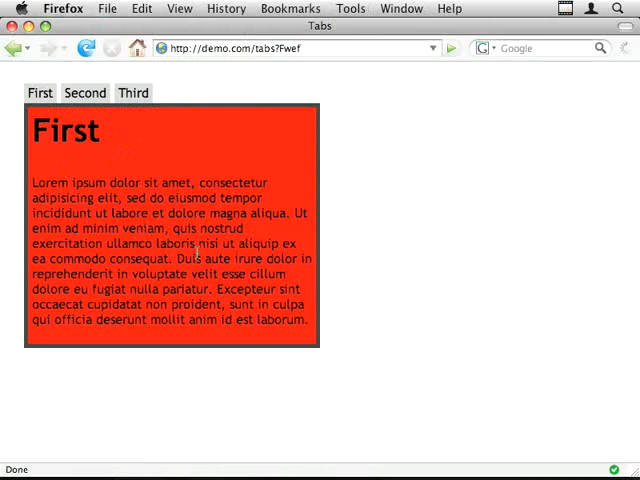 Firefox File Edit View History Bookmarks Tools Window Help
Tabs
http://demo.com/tabs?Fwef
Google
First Second Third
First
Lorem ipsum dolor sit amet, consectetur
adipisicing elit, sed do eiusmod tempor
incididunt ut labore et dolore magna aliqua. Ut
enim ad minim veniam, quis nostrud
exercitation ullamco laboris nisi ut aliquip ex
ea commodo consequat. Duis aute irure dolor in
reprehenderit in voluptate velit esse cillum
dolore eu fugiat nulla pariatur. Excepteur sint
occaecat cupidatat non proident, sunt in culpa
qui officia deserunt mollit anim id est laborum.
Done